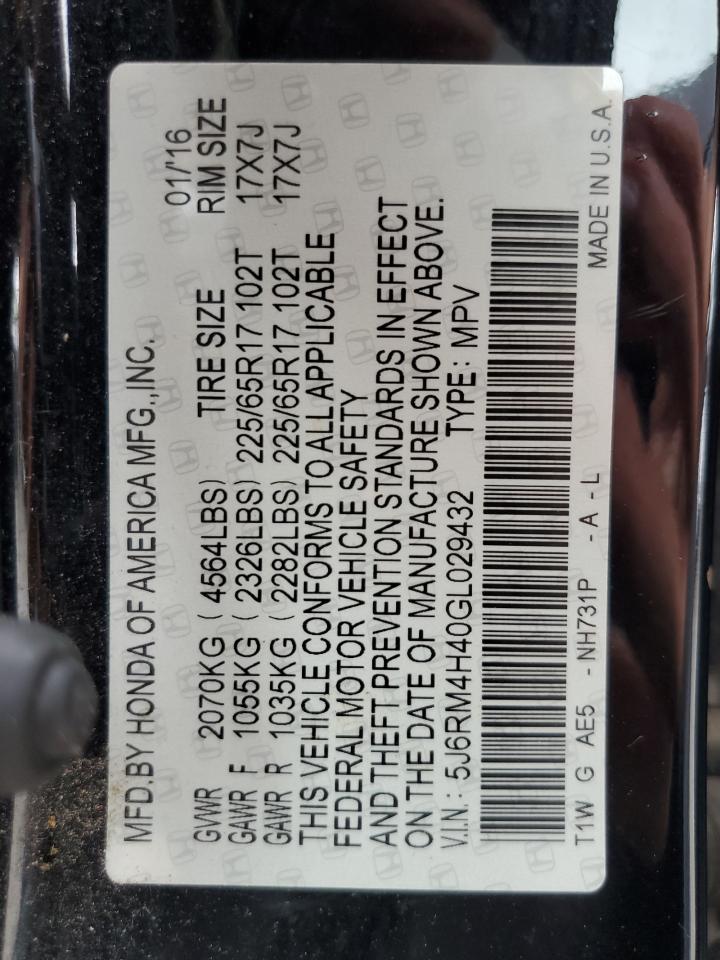 MFD.BY HONDA OF AMERICA MFG.,INC. 01/'16
GVWR 2070KG ( 4564LBS) TIRE SIZE RIM SIZE
GAWR F 1055KG ( 2326LBS) 225/65R17 102T 17X7J
GAWR R 1035KG ( 2282LBS) 225/65R17 102T 17X7J
THIS VEHICLE CONFORMS TO ALL APPLICABLE
FEDERAL MOTOR VEHICLE SAFETY
AND THEFT PREVENTION STANDARDS IN EFFECT
ON THE DATE OF MANUFACTURE SHOWN ABOVE.
V.I.N.: 5J6RM4H40GL029432 TYPE: MPV
T1W G AE5 - NH731P - A - L MADE IN U.S.A.